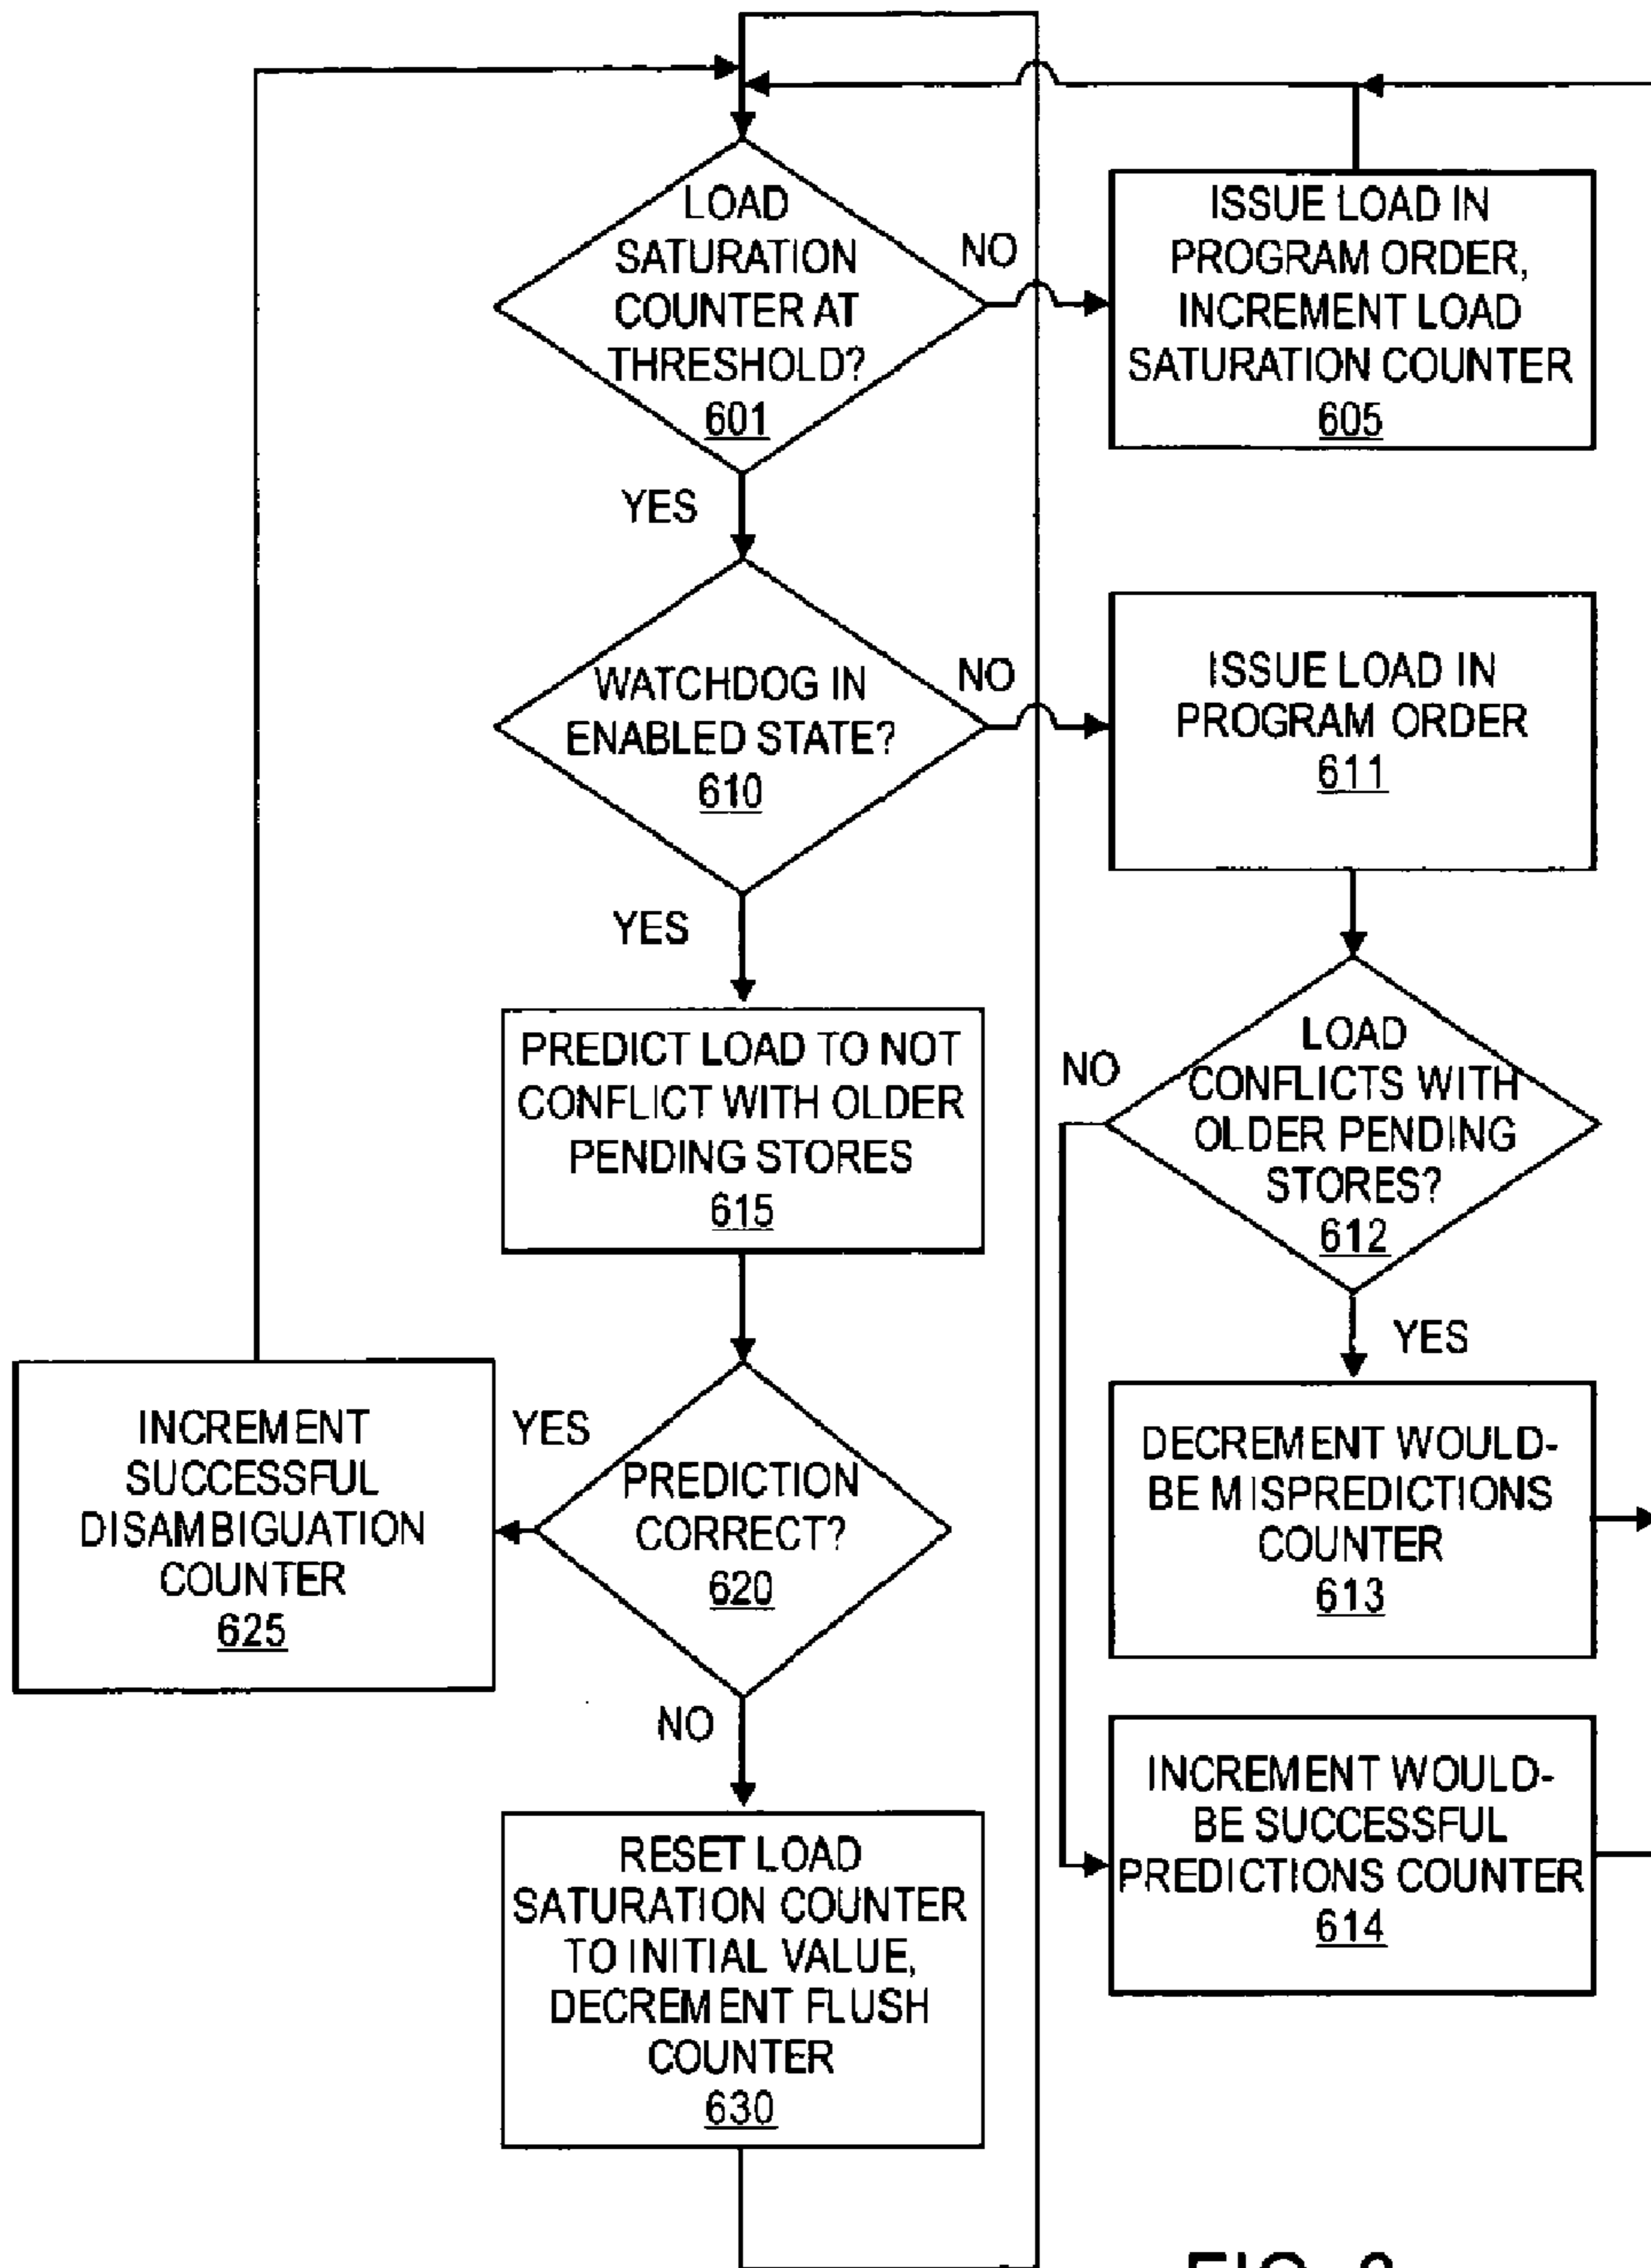 LOAD
SATURATION
COUNTER AT
THRESHOLD?
601
NO
ISSUE LOAD IN
PROGRAM ORDER,
INCREMENT LOAD
SATURATION COUNTER
605
YES
WATCHDOG IN
ENABLED STATE?
610
NO
ISSUE LOAD IN
PROGRAM ORDER
611
YES
PREDICT LOAD TO NOT
CONFLICT WITH OLDER
PENDING STORES
615
NO
LOAD
CONFLICTS WITH
OLDER PENDING
STORES?
612
YES
INCREMENT
SUCCESSFUL
DISAMBIGUATION
COUNTER
625
YES
PREDICTION
CORRECT?
620
DECREMENT WOULD-
BE MISPREDICTIONS
COUNTER
613
NO
INCREMENT WOULD-
BE SUCCESSFUL
PREDICTIONS COUNTER
614
RESET LOAD
SATURATION COUNTER
TO INITIAL VALUE,
DECREMENT FLUSH
COUNTER
630
FIG.